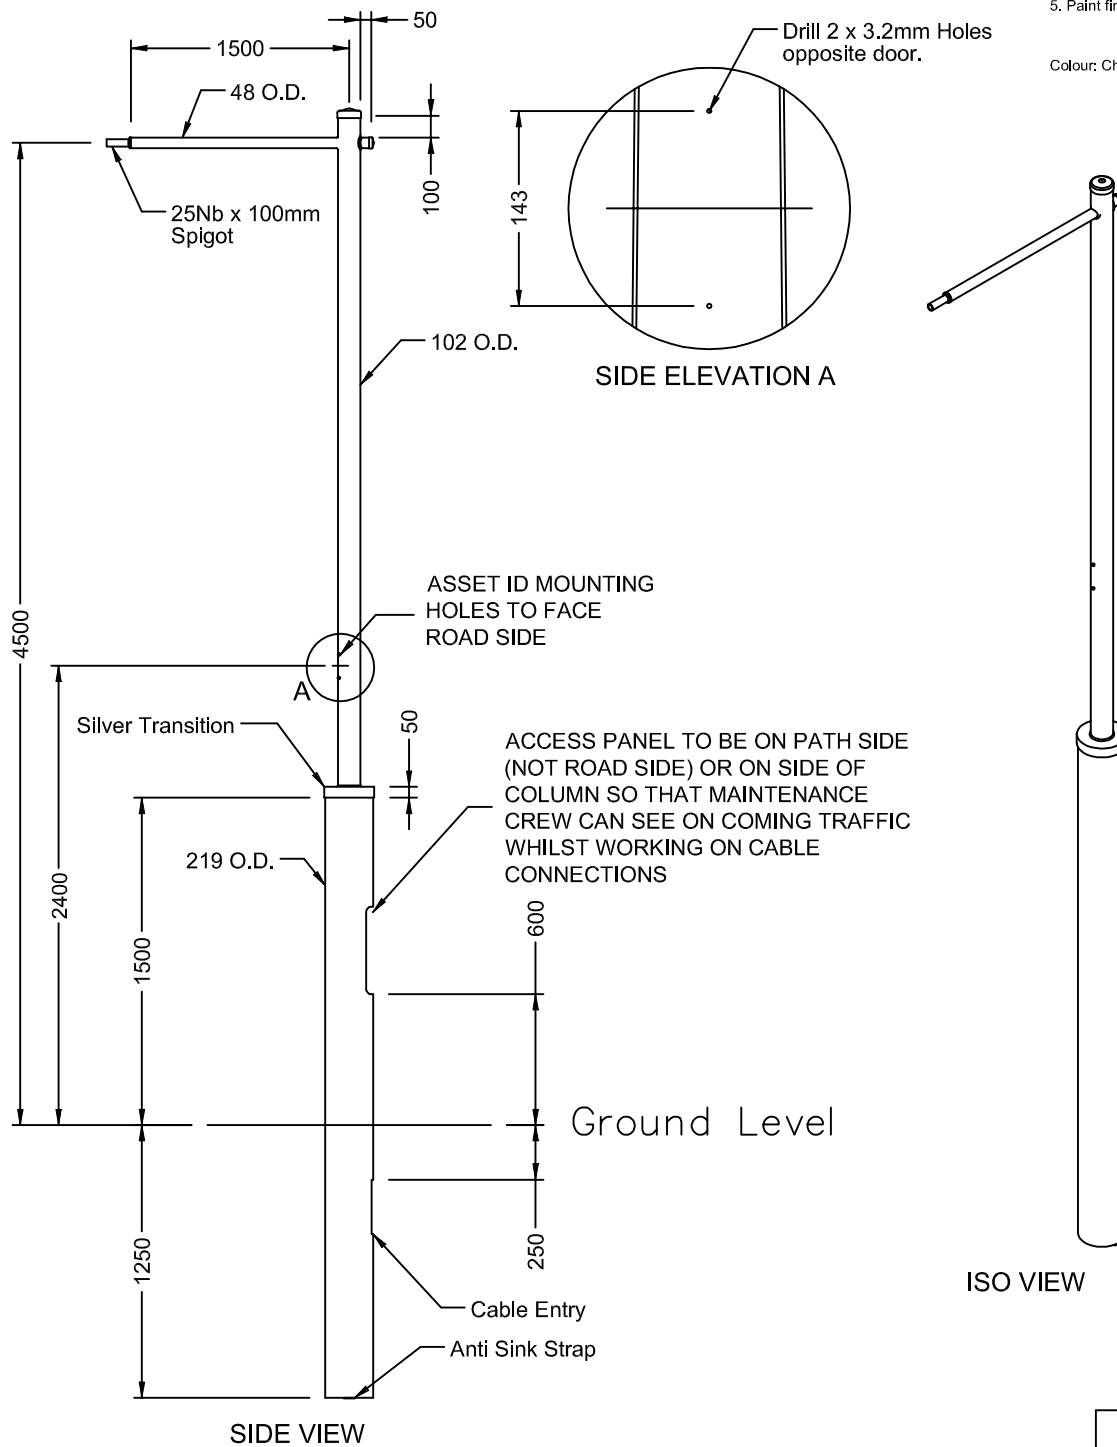 50
1500
48 O.D.
25Nb x 100mm
Spigot
100
Drill 2 x 3.2mm Holes
opposite door.
143
SIDE ELEVATION A
5. Paint fi
Colour: Ch
102 O.D.
4500
ASSET ID MOUNTING
HOLES TO FACE
ROAD SIDE
A
Silver Transition
50
ACCESS PANEL TO BE ON PATH SIDE
(NOT ROAD SIDE) OR ON SIDE OF
COLUMN SO THAT MAINTENANCE
CREW CAN SEE ON COMING TRAFFIC
WHILST WORKING ON CABLE
CONNECTIONS
219 O.D.
2400
1500
600
Ground Level
1250
250
Cable Entry
Anti Sink Strap
SIDE VIEW
ISO VIEW